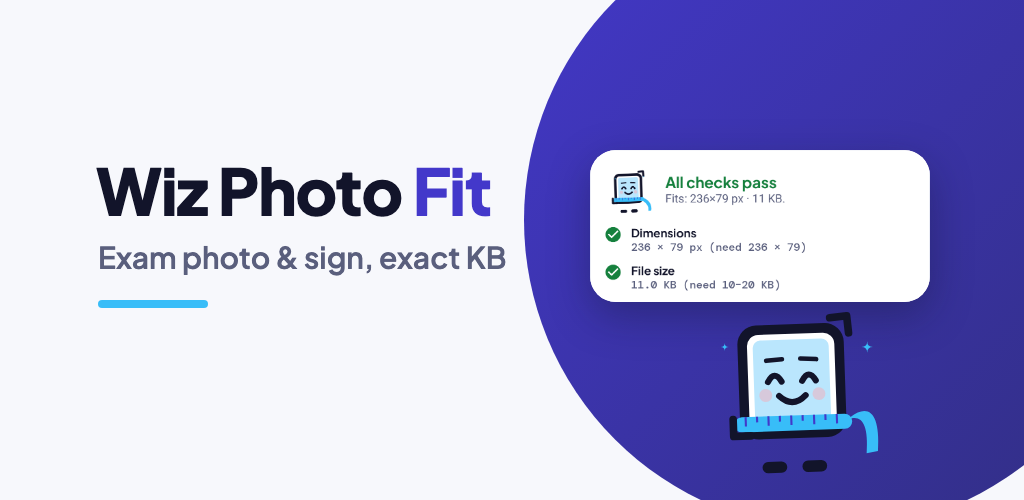 Wiz Photo Fit
Exam photo & sign, exact KB
All checks pass
Fits: 236×79 px · 11 KB.
Dimensions
236 × 79 px (need 236 × 79)
File size
11.0 KB (need 10–20 KB)